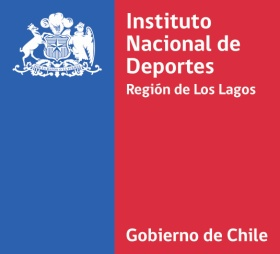 Instituto
Nacional de
Deportes
Región de Los Lagos
Gobierno de Chile